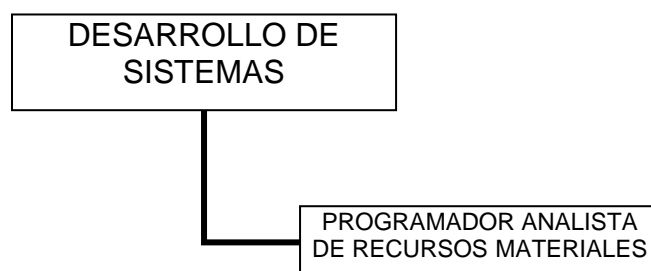 DESARROLLO DE
SISTEMAS
PROGRAMADOR ANALISTA
DE RECURSOS MATERIALES